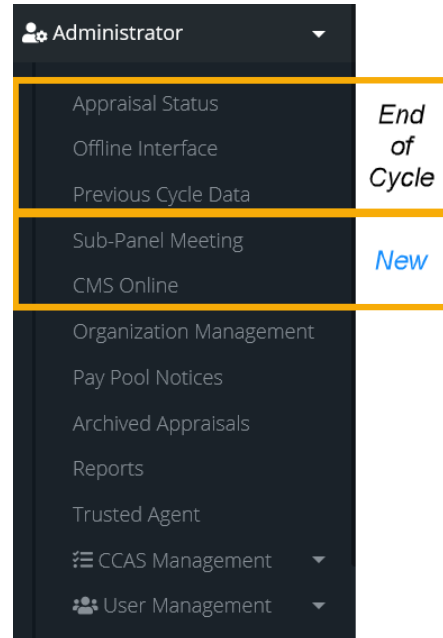 Administrator
Appraisal Status
Offline Interface
Previous Cycle Data
End
of
Cycle
Sub-Panel Meeting
CMS Online
New
Organization Management
Pay Pool Notices
Archived Appraisals
Reports
Trusted Agent
CCAS Management
User Management